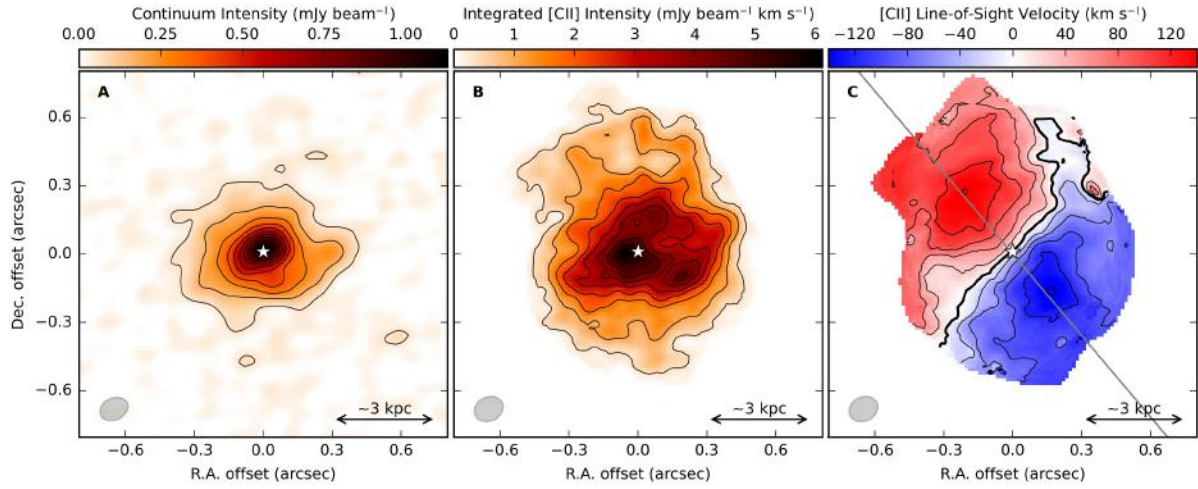 Continuum Intensity (mJy beam⁻¹)
0.00 0.25 0.50 0.75 1.00
Integrated [CII] Intensity (mJy beam⁻¹ km s⁻¹)
0 1 2 3 4 5 6
[CII] Line-of-Sight Velocity (km s⁻¹)
−120 −80 −40 0 40 80 120
A
B
C
Dec. offset (arcsec)
0.6
0.3
0.0
−0.3
−0.6
~3 kpc
~3 kpc
~3 kpc
−0.6 −0.3 0.0 0.3 0.6
−0.6 −0.3 0.0 0.3 0.6
−0.6 −0.3 0.0 0.3 0.6
R.A. offset (arcsec)
R.A. offset (arcsec)
R.A. offset (arcsec)